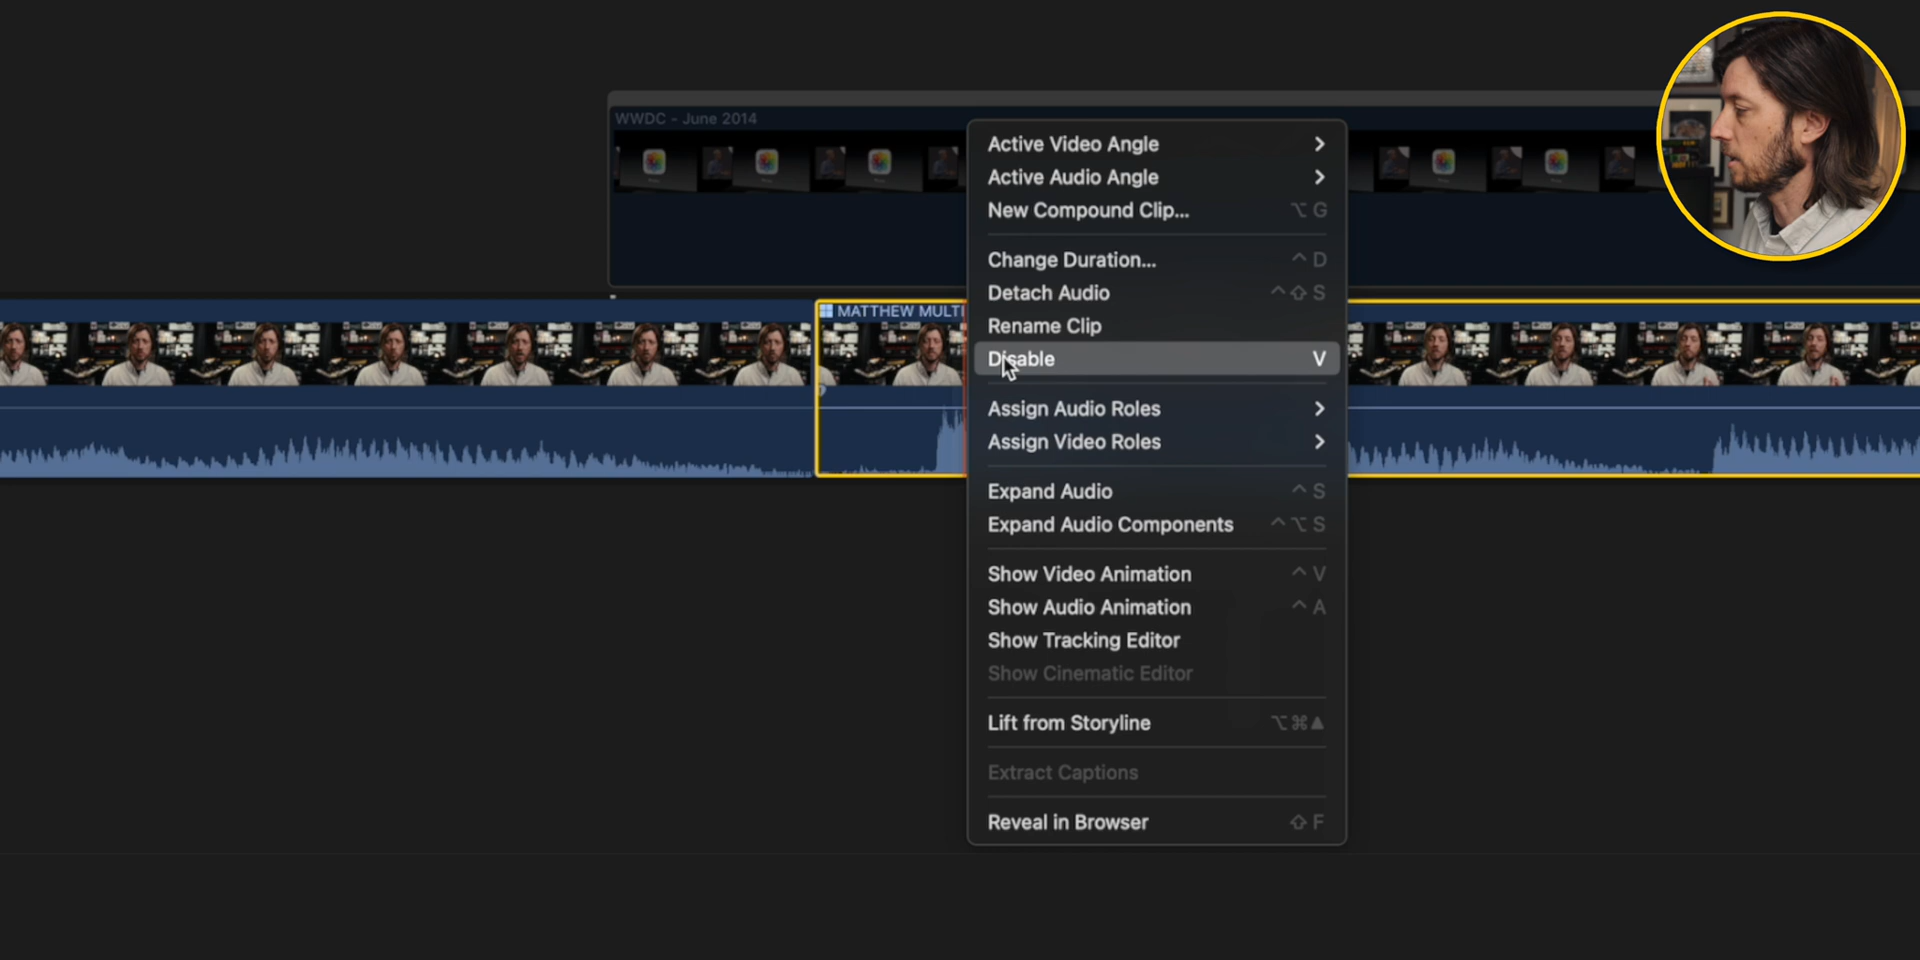 WWDC - June 2014
Active Video Angle
Active Audio Angle
New Compound Clip... ⌥ G
Change Duration... ^ D
Detach Audio ^ ⇧ S
Rename Clip
MATTHEW MULTI
Disable V
Assign Audio Roles
Assign Video Roles
Expand Audio ^ S
Expand Audio Components ^ ⌥ S
Show Video Animation ^ V
Show Audio Animation ^ A
Show Tracking Editor
Show Cinematic Editor
Lift from Storyline ⌥ ⌘ ▲
Extract Captions
Reveal in Browser ⇧ F